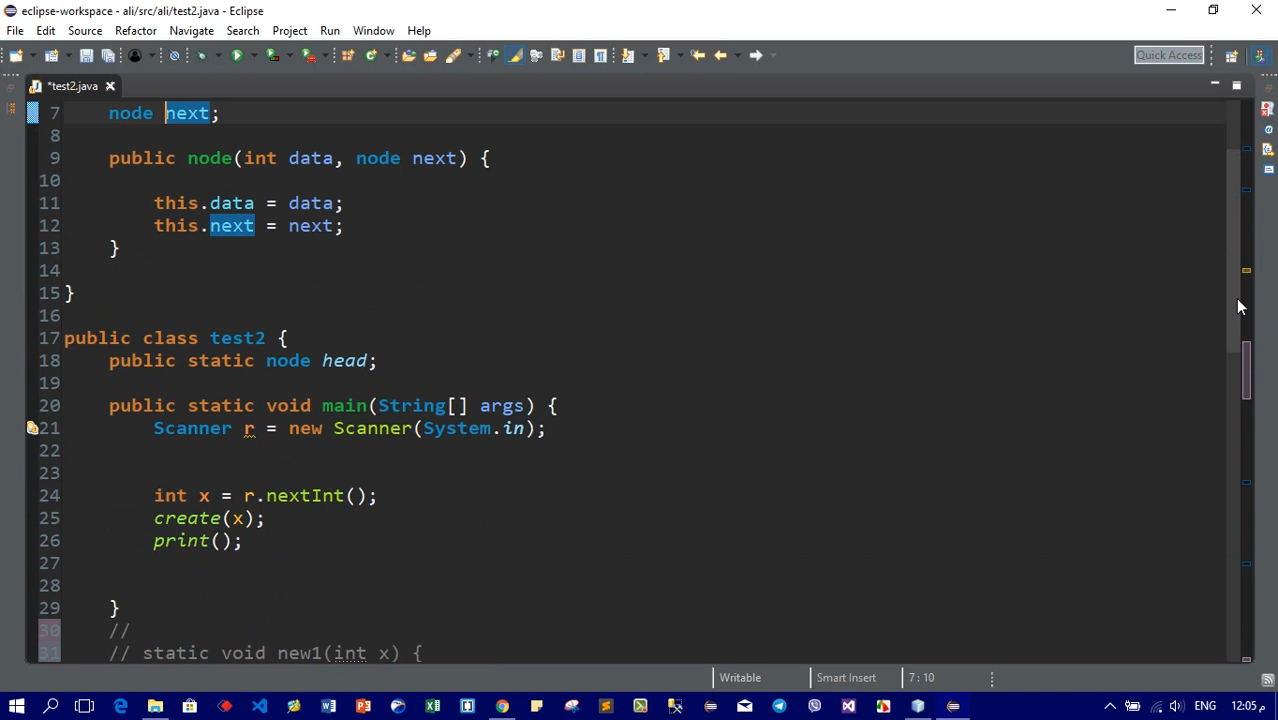 eclipse-workspace - ali/src/ali/test2.java - Eclipse
File Edit Source Refactor Navigate Search Project Run Window Help
Quick Access
*test2.java
7 node next;
8
9 public node(int data, node next) {
10
11 this.data = data;
12 this.next = next;
13 }
14
15 }
16
17 public class test2 {
18 public static node head;
19
20 public static void main(String[] args) {
21 Scanner r = new Scanner(System.in);
22
23
24 int x = r.nextInt();
25 create(x);
26 print();
27
28
29 }
30 //
31 // static void new1(int x) {
Writable Smart Insert 7 : 10
ENG 12:05 م